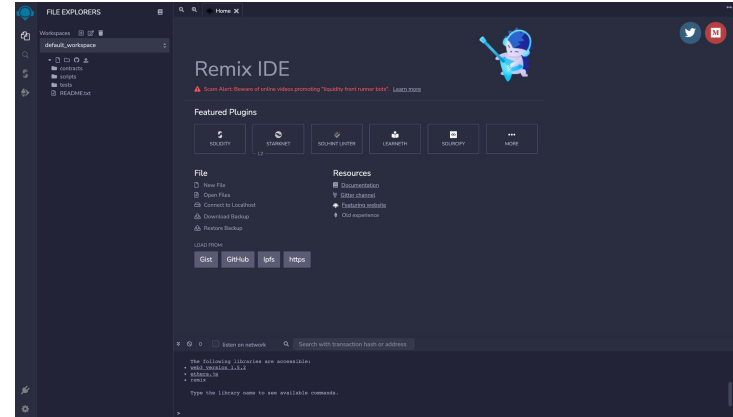 FILE EXPLORERS
Workspaces
default_workspace
contracts
scripts
tests
README.txt
Home
Remix IDE
Scam Alert: Beware of online videos promoting "liquidity front runner bots". Learn more
Featured Plugins
SOLIDITY
STARKNET
SOLHINT LINTER
LEARNETH
SOURCIFY
MORE
L2
File
New File
Open Files
Connect to Localhost
Download Backup
Restore Backup
Resources
Documentation
Gitter channel
Featuring website
Old experience
LOAD FROM:
Gist GitHub Ipfs https
0 listen on network Search with transaction hash or address
The following libraries are accessible:
web3 version 1.5.2
ethers.js
remix
Type the library name to see available commands.
>